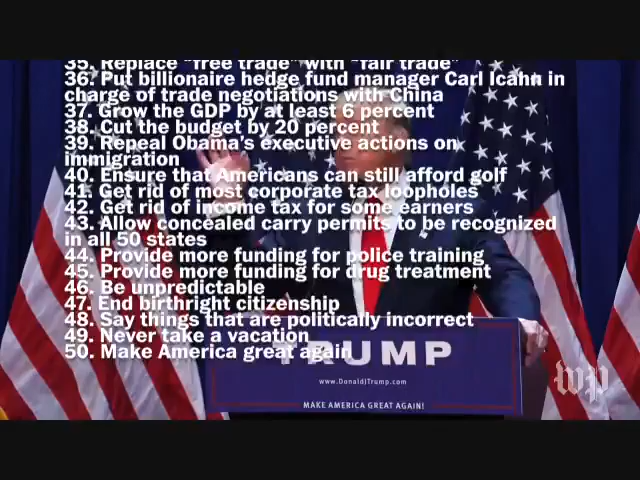 35. Replace "free trade" with "fair trade"
36. Put billionaire hedge fund manager Carl Icahn in
charge of trade negotiations with China
37. Grow the GDP by at least 6 percent
38. Cut the budget by 20 percent
39. Repeal Obama's executive actions on
immigration
40. Ensure that Americans can still afford golf
41. Get rid of most corporate tax loopholes
42. Get rid of income tax for some earners
43. Allow concealed carry permits to be recognized
in all 50 states
44. Provide more funding for police training
45. Provide more funding for drug treatment
46. Be unpredictable
47. End birthright citizenship
48. Say things that are politically incorrect
49. Never take a vacation
50. Make America great again
TRUMP
www.DonaldJTrump.com
MAKE AMERICA GREAT AGAIN!
wp